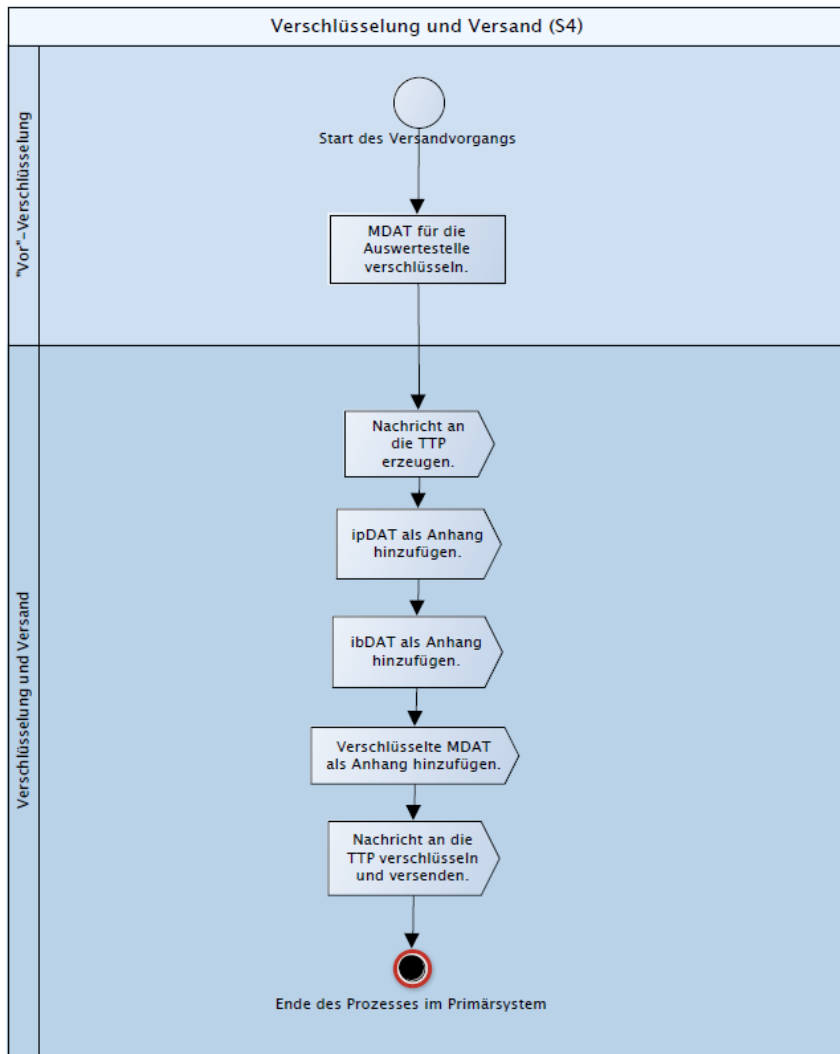 Verschlüsselung und Versand (S4)
"Vor"-Verschlüsselung
Start des Versandvorgangs
MDAT für die
Auswertestelle
verschlüsseln.
Verschlüsselung und Versand
Nachricht an
die TTP
erzeugen.
ipDAT als Anhang
hinzufügen.
ibDAT als Anhang
hinzufügen.
Verschlüsselte MDAT
als Anhang hinzufügen.
Nachricht an die
TTP verschlüsseln
und versenden.
Ende des Prozesses im Primärsystem